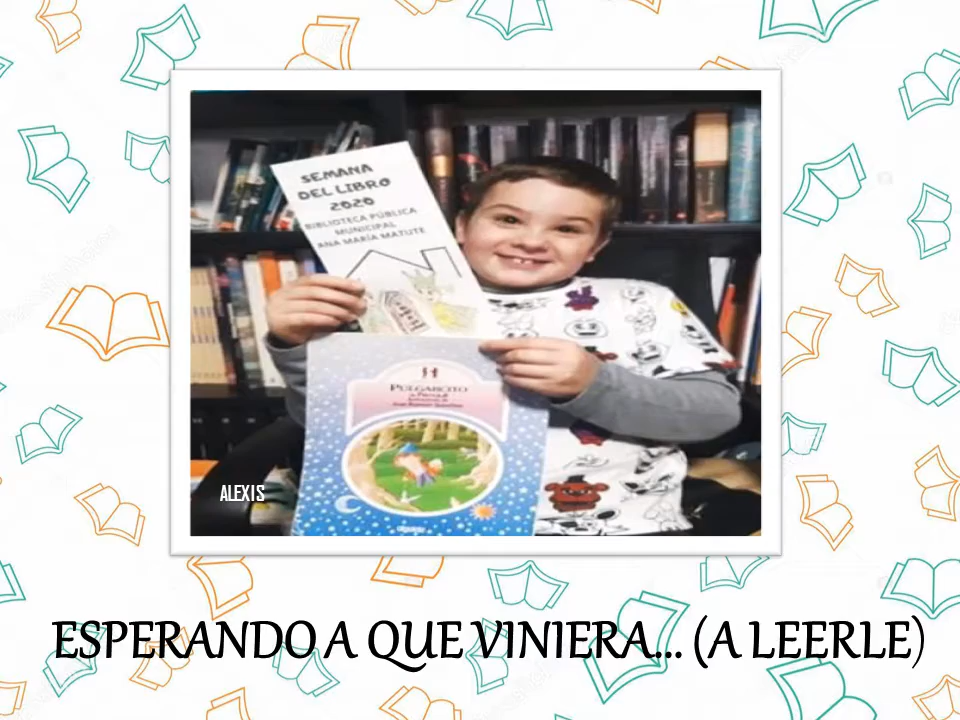 SEMANA
DEL LIBRO
2020
BIBLIOTECA PÚBLICA
MUNICIPAL
ANA MARÍA MATUTE
PULGARCITO
ALEXIS
ESPERANDO A QUE VINIERA... (A LEERLE)